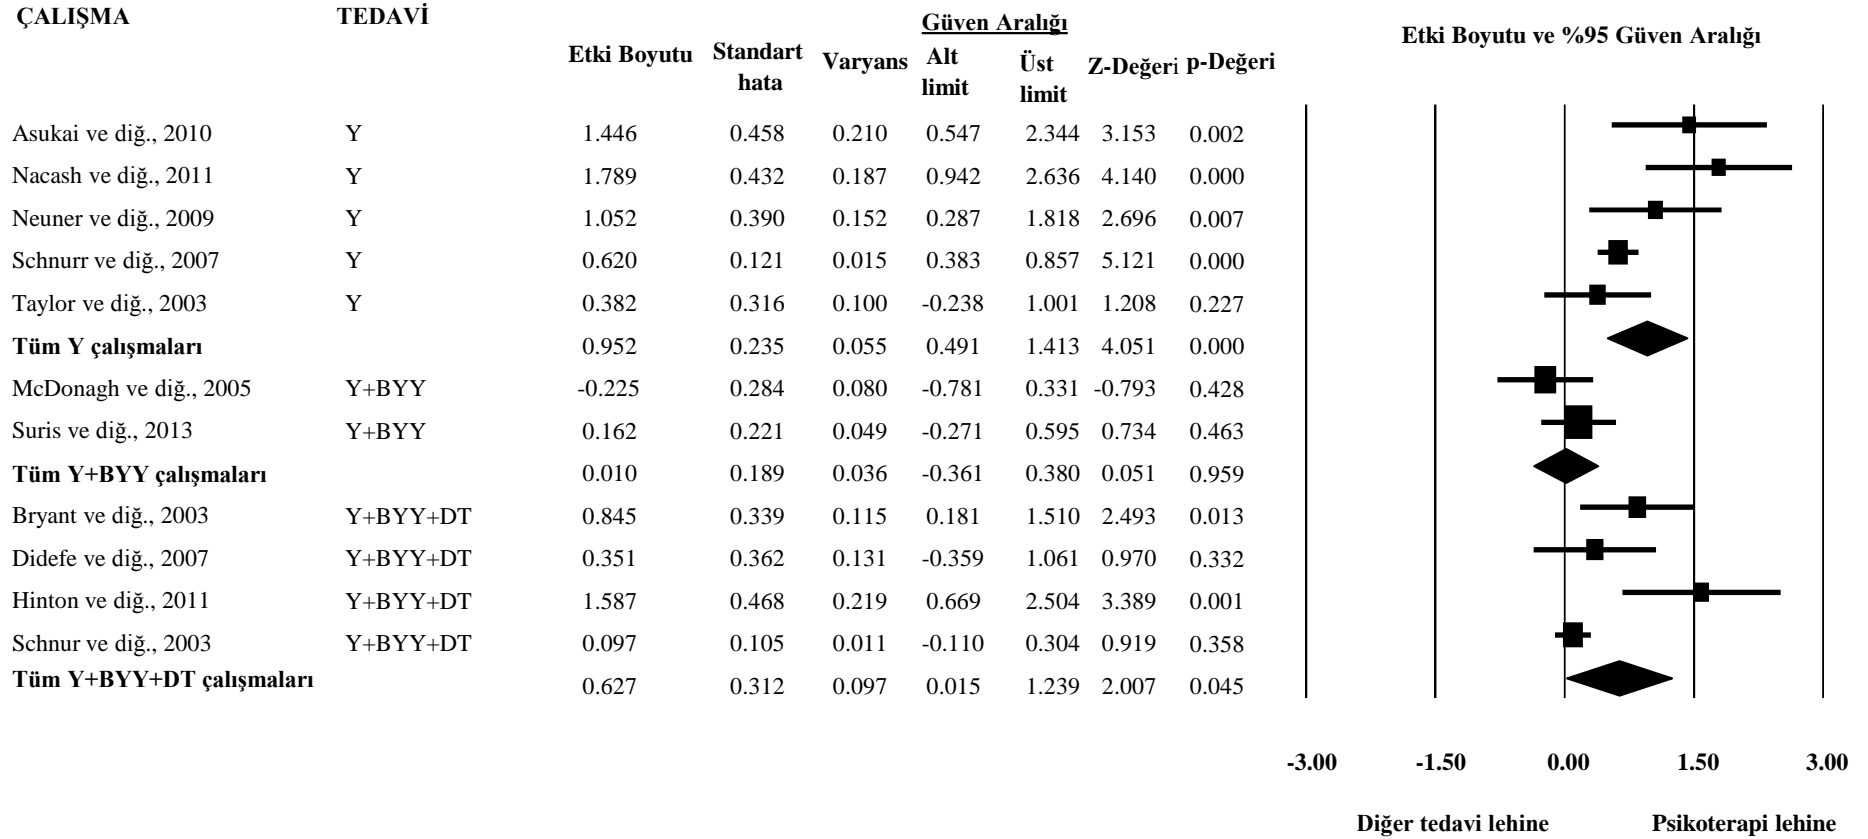 ÇALIŞMA TEDAVİ Güven Aralığı Etki Boyutu ve %95 Güven Aralığı
Etki Boyutu Standart hata Varyans Alt limit Üst limit Z-Değeri p-Değeri
Asukai ve diğ., 2010 Y 1.446 0.458 0.210 0.547 2.344 3.153 0.002
Nacash ve diğ., 2011 Y 1.789 0.432 0.187 0.942 2.636 4.140 0.000
Neuner ve diğ., 2009 Y 1.052 0.390 0.152 0.287 1.818 2.696 0.007
Schnurr ve diğ., 2007 Y 0.620 0.121 0.015 0.383 0.857 5.121 0.000
Taylor ve diğ., 2003 Y 0.382 0.316 0.100 -0.238 1.001 1.208 0.227
Tüm Y çalışmaları 0.952 0.235 0.055 0.491 1.413 4.051 0.000
McDonagh ve diğ., 2005 Y+BYY -0.225 0.284 0.080 -0.781 0.331 -0.793 0.428
Suris ve diğ., 2013 Y+BYY 0.162 0.221 0.049 -0.271 0.595 0.734 0.463
Tüm Y+BYY çalışmaları 0.010 0.189 0.036 -0.361 0.380 0.051 0.959
Bryant ve diğ., 2003 Y+BYY+DT 0.845 0.339 0.115 0.181 1.510 2.493 0.013
Didefe ve diğ., 2007 Y+BYY+DT 0.351 0.362 0.131 -0.359 1.061 0.970 0.332
Hinton ve diğ., 2011 Y+BYY+DT 1.587 0.468 0.219 0.669 2.504 3.389 0.001
Schnur ve diğ., 2003 Y+BYY+DT 0.097 0.105 0.011 -0.110 0.304 0.919 0.358
Tüm Y+BYY+DT çalışmaları 0.627 0.312 0.097 0.015 1.239 2.007 0.045
-3.00 -1.50 0.00 1.50 3.00
Diğer tedavi lehine Psikoterapi lehine